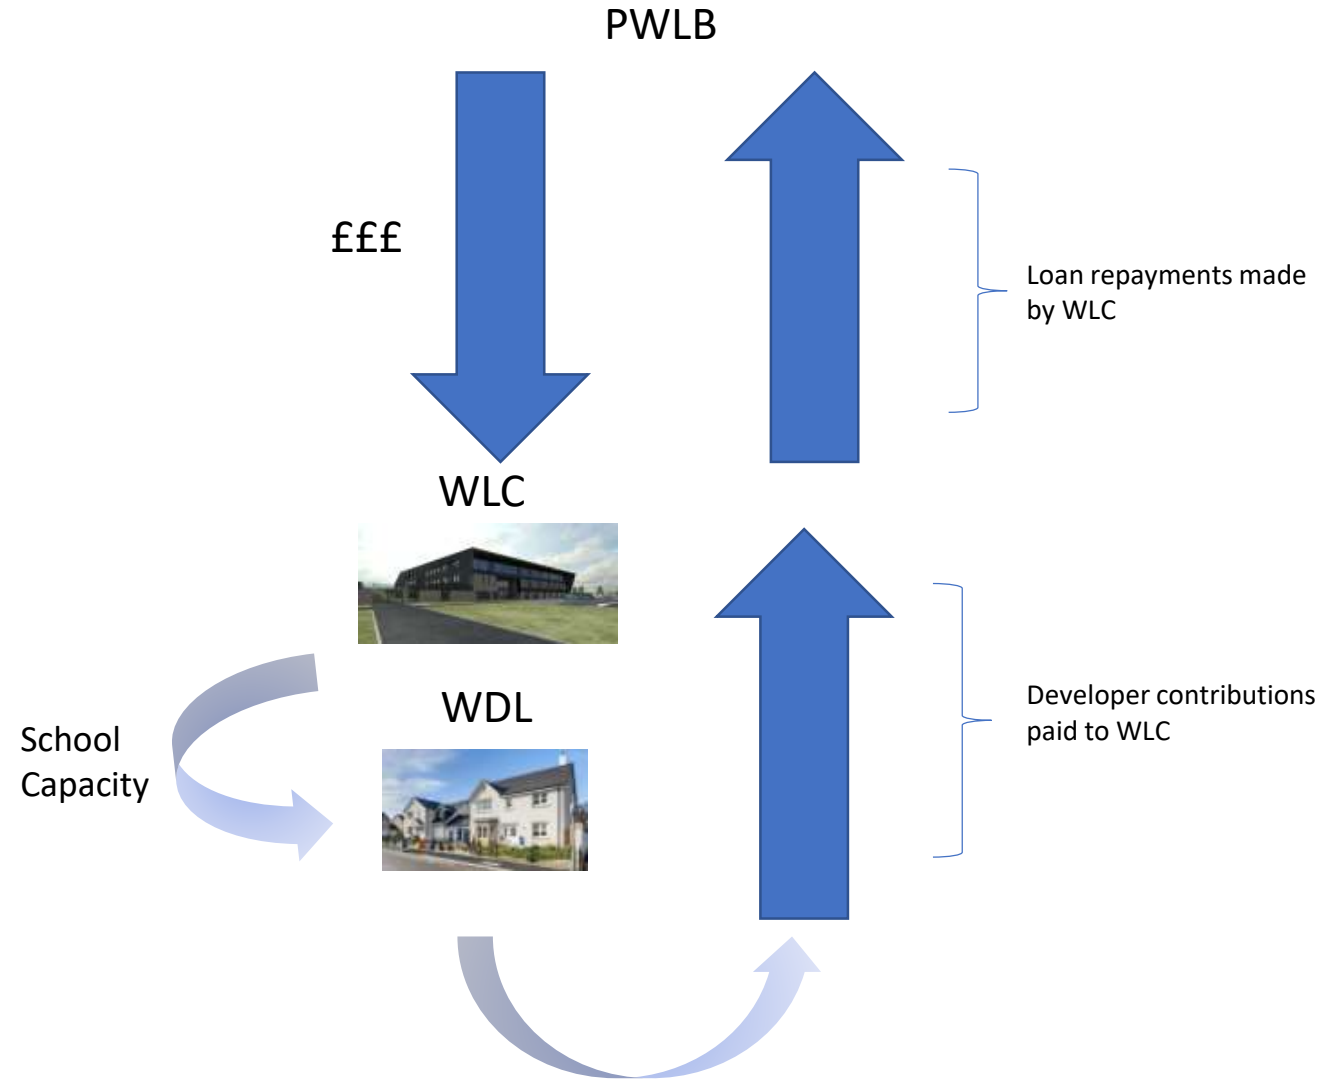 PWLB
£££
Loan repayments made
by WLC
WLC
WDL
School
Capacity
Developer contributions
paid to WLC